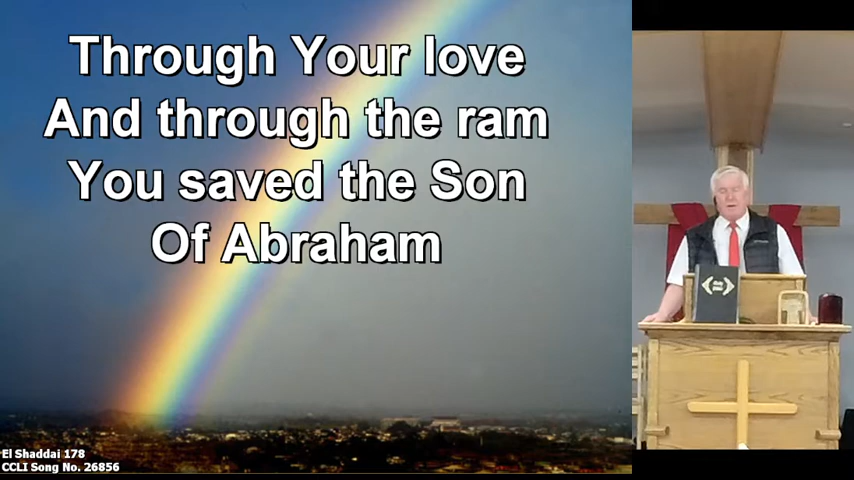 Through Your love
And through the ram
You saved the Son
Of Abraham
El Shaddai 178
CCLI Song No. 26856